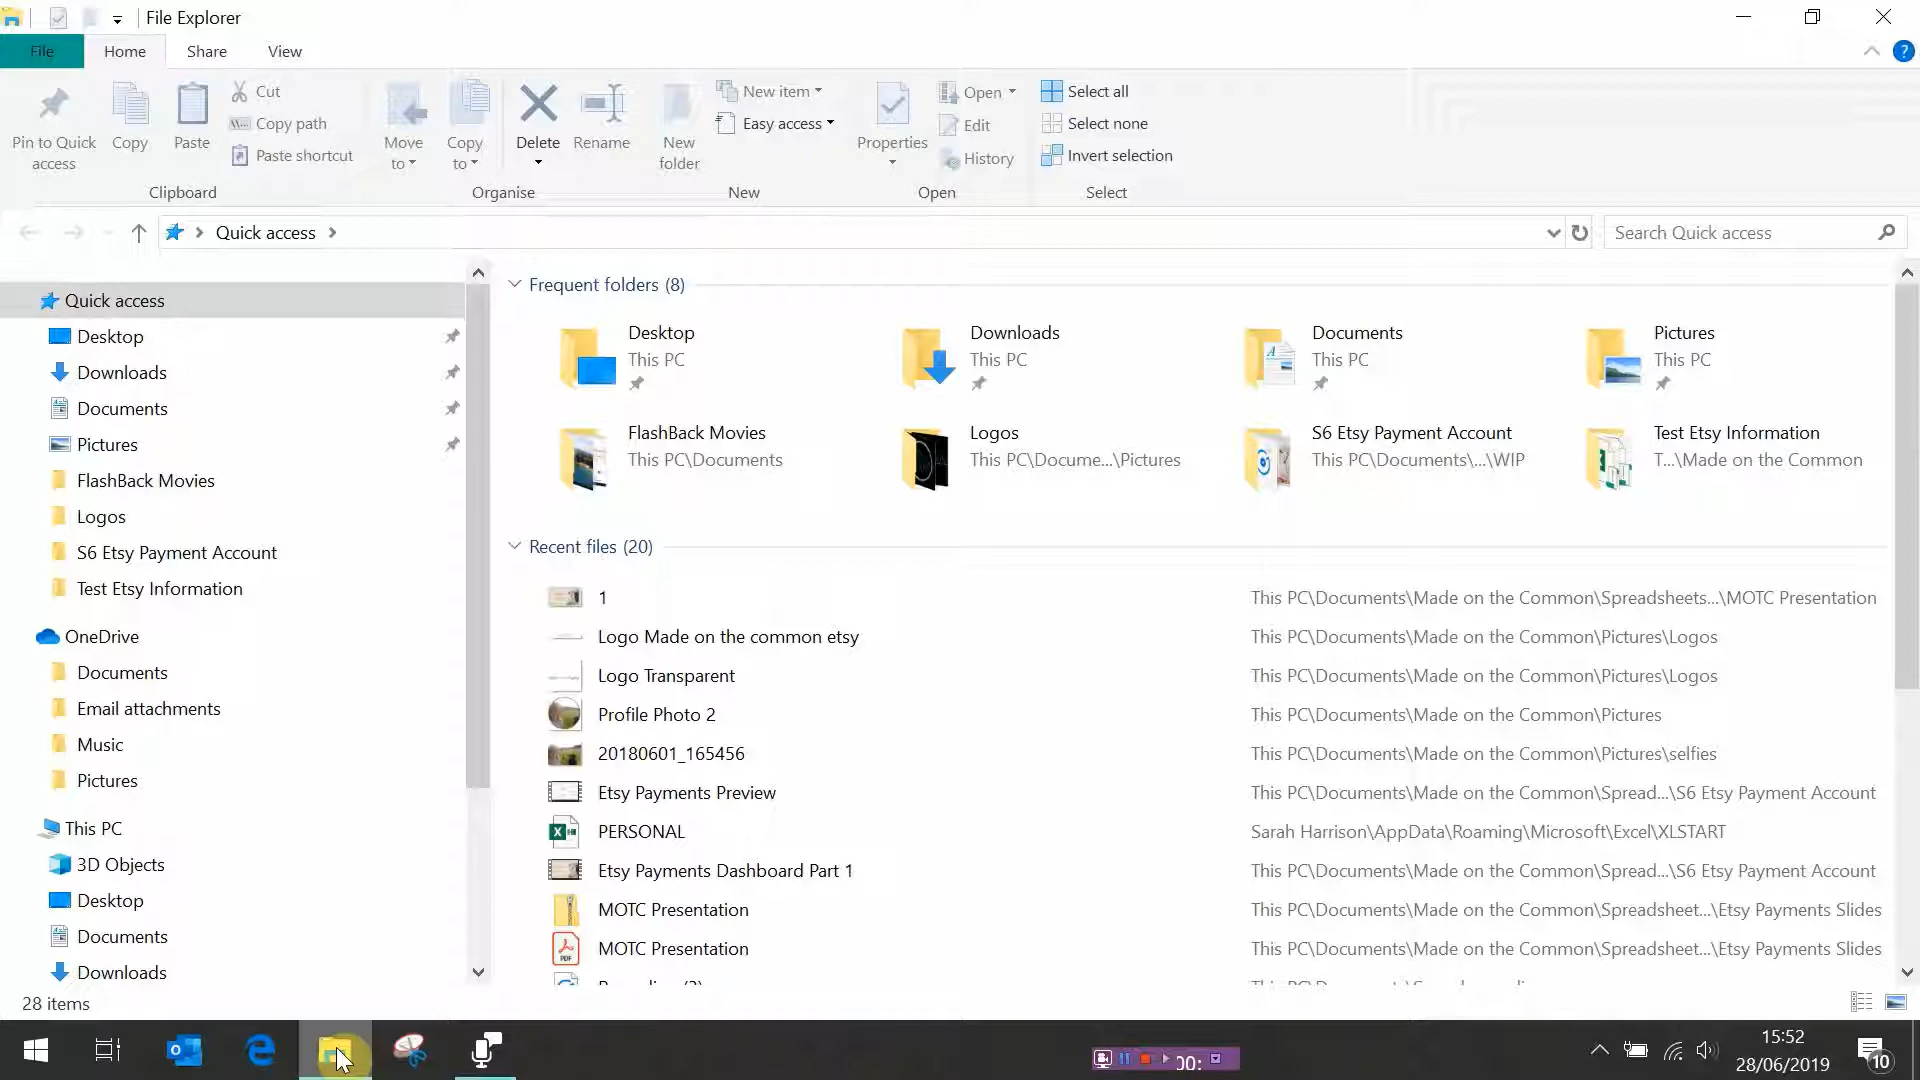 File Explorer
File Home Share View
Pin to Quick access
Copy
Paste
Cut
Copy path
Paste shortcut
Clipboard
Move to
Copy to
Delete
Rename
Organise
New folder
New item
Easy access
New
Properties
Open
Edit
History
Open
Select all
Select none
Invert selection
Select
Quick access
Search Quick access
Quick access
Desktop
Downloads
Documents
Pictures
FlashBack Movies
Logos
S6 Etsy Payment Account
Test Etsy Information
OneDrive
Documents
Email attachments
Music
Pictures
This PC
3D Objects
Desktop
Documents
Downloads
Frequent folders (8)
Desktop
This PC
Downloads
This PC
Documents
This PC
Pictures
This PC
FlashBack Movies
This PC\Documents
Logos
This PC\Docume...\Pictures
S6 Etsy Payment Account
This PC\Documents\...\WIP
Test Etsy Information
T...\Made on the Common
Recent files (20)
1 This PC\Documents\Made on the Common\Spreadsheets...\MOTC Presentation
Logo Made on the common etsy This PC\Documents\Made on the Common\Pictures\Logos
Logo Transparent This PC\Documents\Made on the Common\Pictures\Logos
Profile Photo 2 This PC\Documents\Made on the Common\Pictures
20180601_165456 This PC\Documents\Made on the Common\Pictures\selfies
Etsy Payments Preview This PC\Documents\Made on the Common\Spread...\S6 Etsy Payment Account
PERSONAL Sarah Harrison\AppData\Roaming\Microsoft\Excel\XLSTART
Etsy Payments Dashboard Part 1 This PC\Documents\Made on the Common\Spread...\S6 Etsy Payment Account
MOTC Presentation This PC\Documents\Made on the Common\Spreadsheet...\Etsy Payments Slides
MOTC Presentation This PC\Documents\Made on the Common\Spreadsheet...\Etsy Payments Slides
28 items
00:
15:52
28/06/2019
10